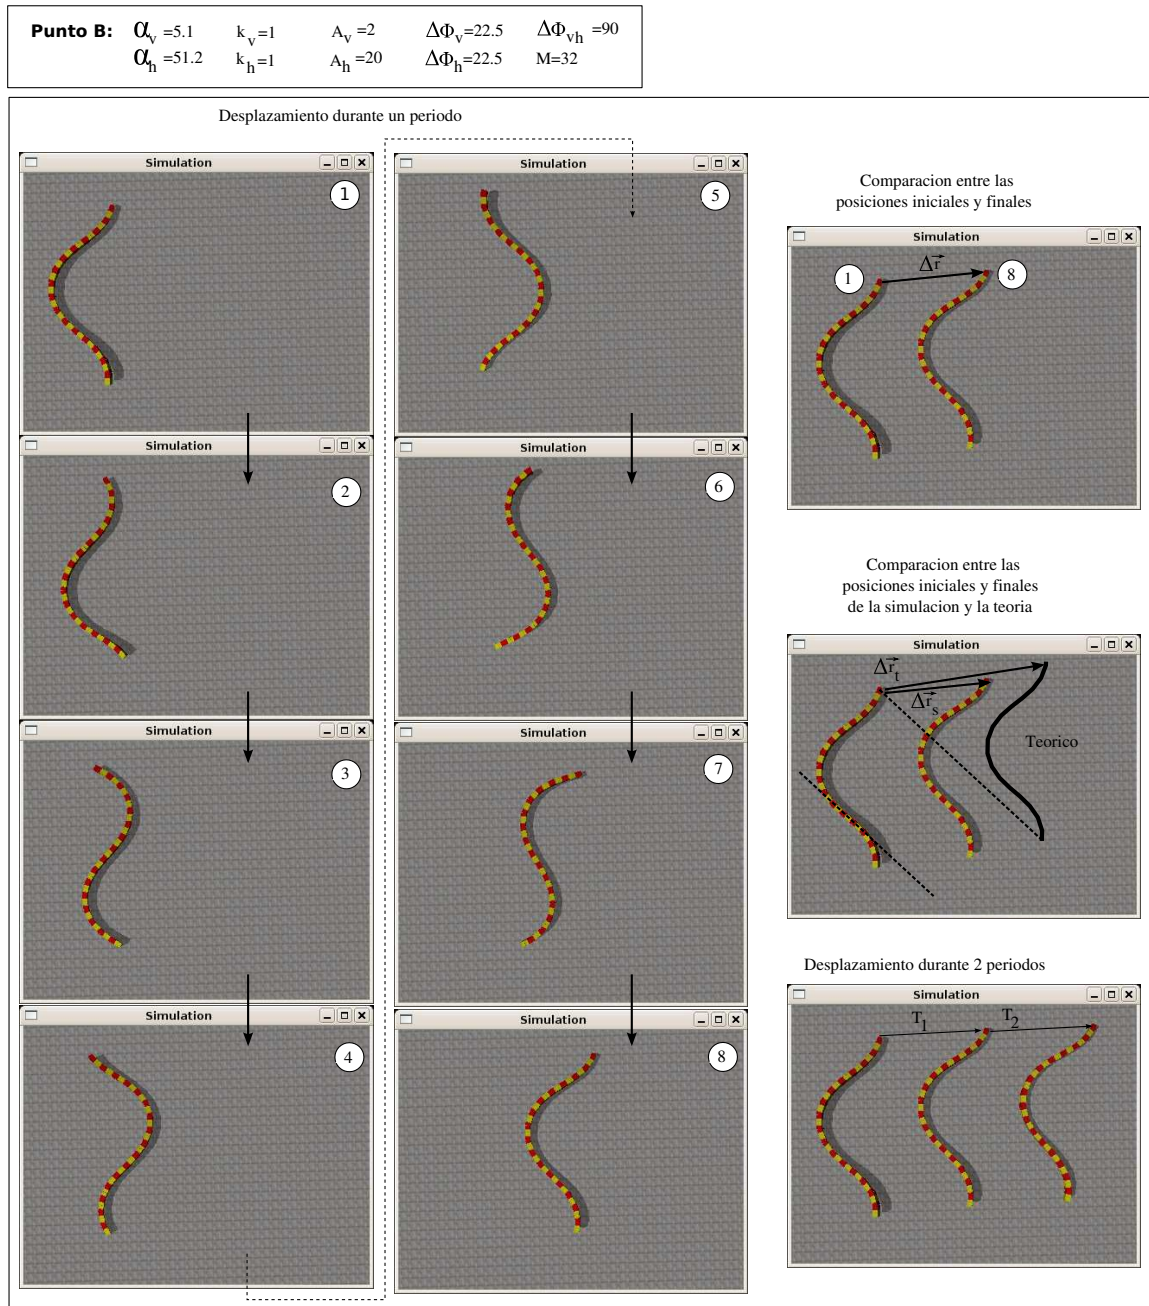 Punto B: αv =5.1 kv=1 Av=2 ΔΦv=22.5 ΔΦvh =90
αh =51.2 kh=1 Ah=20 ΔΦh=22.5 M=32
Desplazamiento durante un periodo
Simulation
1
Simulation
2
Simulation
3
Simulation
4
Simulation
5
Simulation
6
Simulation
7
Simulation
8
Comparacion entre las
posiciones iniciales y finales
Simulation
1 Δr⃗ 8
Comparacion entre las
posiciones iniciales y finales
de la simulacion y la teoria
Simulation
Δr⃗t
Δr⃗s
Teorico
Desplazamiento durante 2 periodos
Simulation
T1 T2